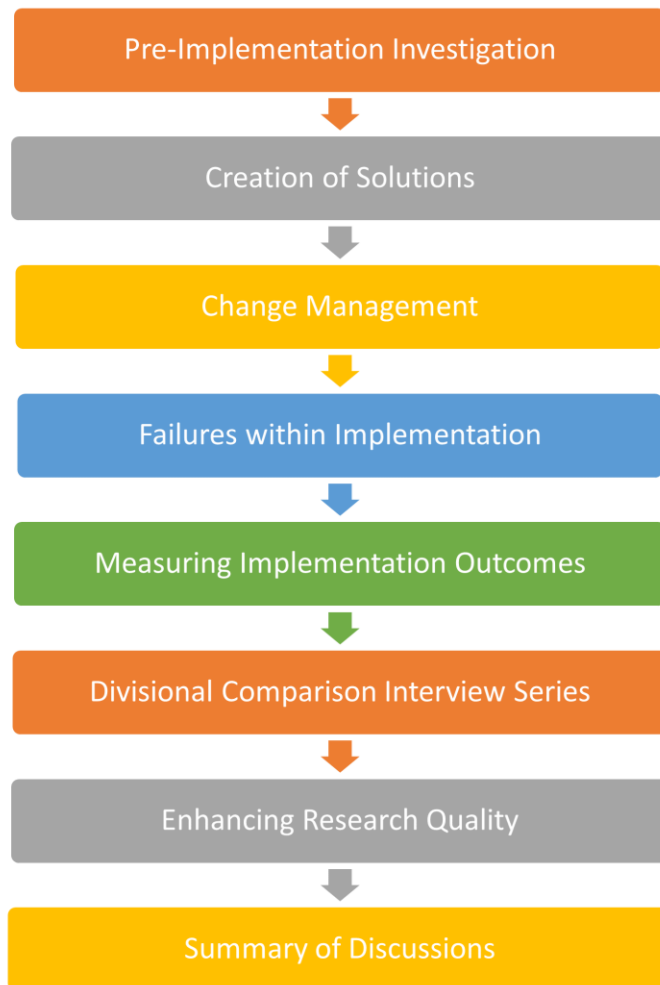 Pre-Implementation Investigation
Creation of Solutions
Change Management
Failures within Implementation
Measuring Implementation Outcomes
Divisional Comparison Interview Series
Enhancing Research Quality
Summary of Discussions